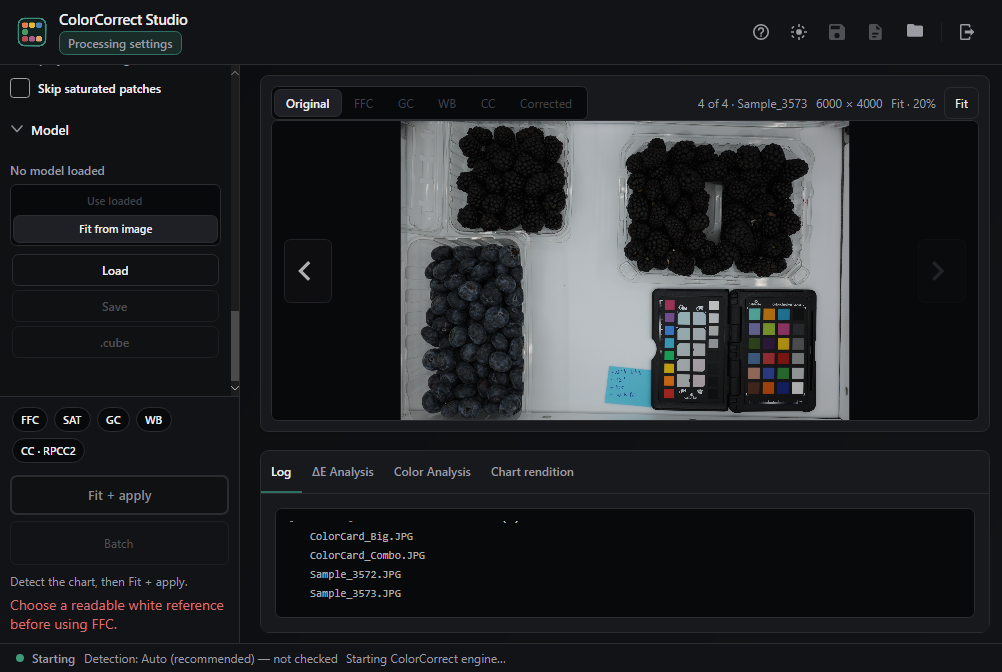 ColorCorrect Studio
Processing settings
Skip saturated patches
Model
No model loaded
Use loaded
Fit from image
Load
Save
.cube
FFC
SAT
GC
WB
CC · RPCC2
Fit + apply
Batch
Detect the chart, then Fit + apply.
Choose a readable white reference
before using FFC.
Original FFC GC WB CC Corrected 4 of 4 · Sample_3573 6000 × 4000 Fit · 20% Fit
Log ΔE Analysis Color Analysis Chart rendition
ColorCard_Big.JPG
ColorCard_Combo.JPG
Sample_3572.JPG
Sample_3573.JPG
Starting Detection: Auto (recommended) — not checked Starting ColorCorrect engine...